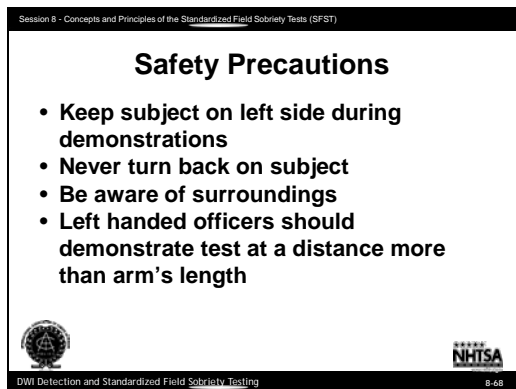 Session 8 - Concepts and Principles of the Standardized Field Sobriety Tests (SFST)
Safety Precautions
• Keep subject on left side during
demonstrations
• Never turn back on subject
• Be aware of surroundings
• Left handed officers should
demonstrate test at a distance more
than arm's length
NHTSA
DWI Detection and Standardized Field Sobriety Testing
8-68